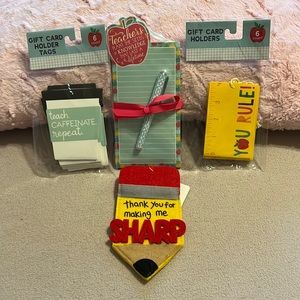 GIFT CARD
HOLDER
TAGS
6
teach
CAFFEINATE
repeat
Teachers
KNOWLEDGE
GIFT CARD
HOLDERS
6
YOU RULE!
thank you for
making me
SHARP